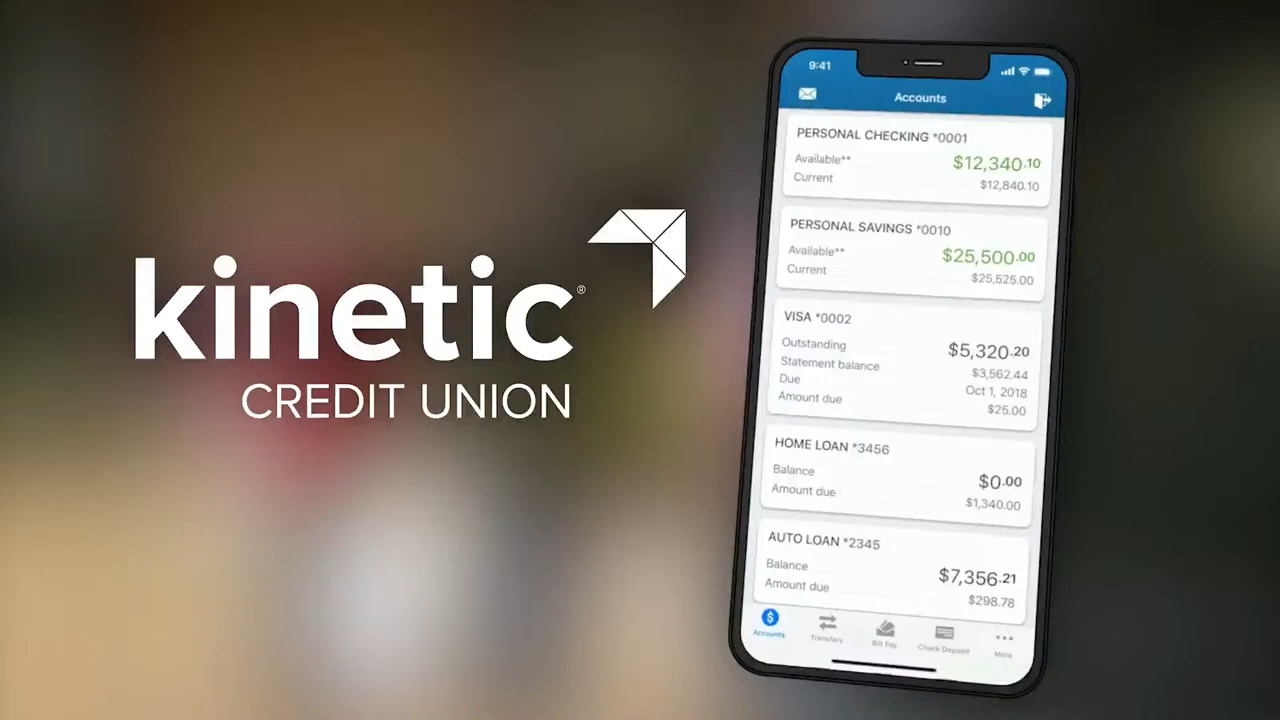 kinetic®
CREDIT UNION
9:41
Accounts
PERSONAL CHECKING *0001
Available** $12,340.10
Current $12,840.10
PERSONAL SAVINGS *0010
Available** $25,500.00
Current $25,525.00
VISA *0002
Outstanding $5,320.20
Statement balance $3,562.44
Due Oct 1, 2018
Amount due $25.00
HOME LOAN *3456
Balance $0.00
Amount due $1,340.00
AUTO LOAN *2345
Balance $7,356.21
Amount due $298.78
Accounts Transfers Bill Pay Check Deposit More